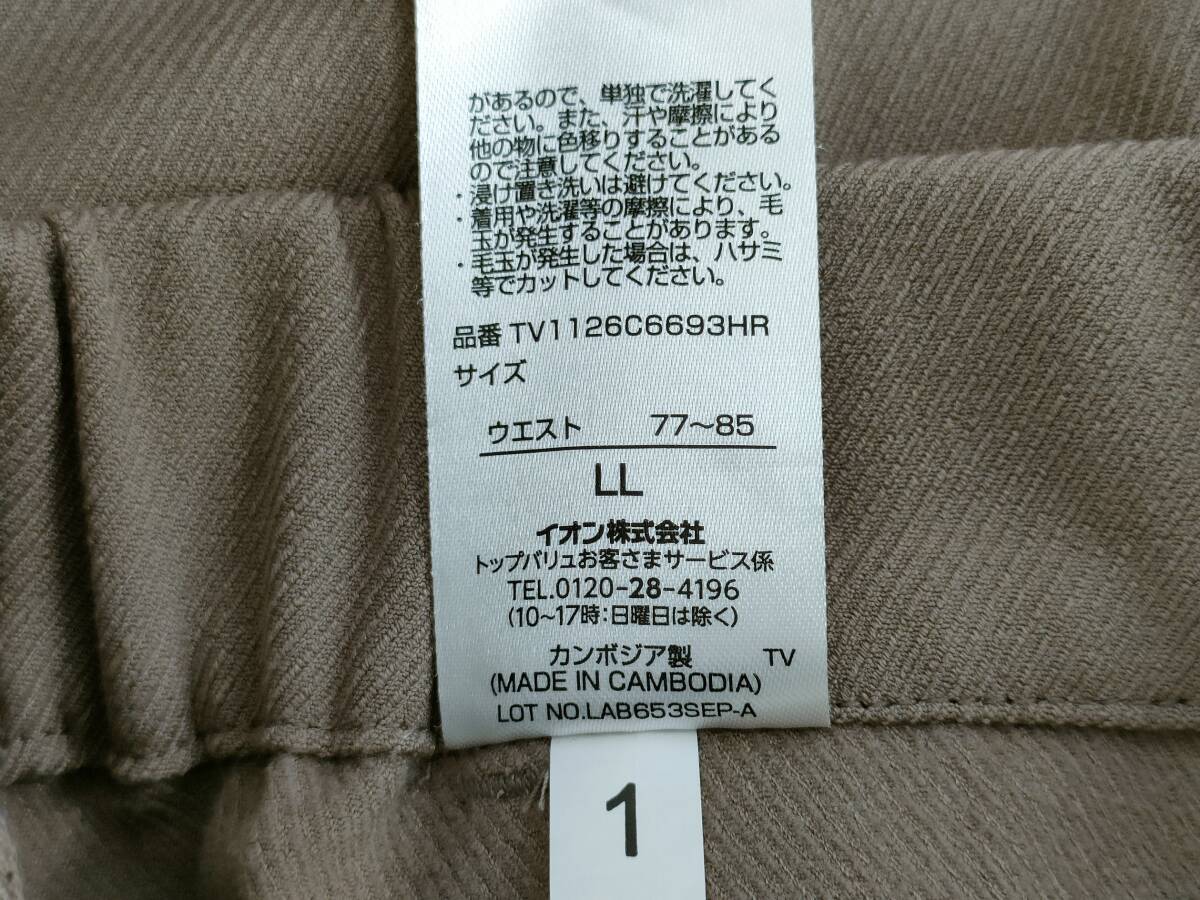 があるので、単独で洗濯してく
ださい。また、汗や摩擦により
他の物に色移りすることがある
ので注意してください。
・浸け置き洗いは避けてください。
・着用や洗濯等の摩擦により、毛
玉が発生することがあります。
・毛玉が発生した場合は、ハサミ
等でカットしてください。
品番 TV1126C6693HR
サイズ
ウエスト 77～85
LL
イオン株式会社
トップバリュお客さまサービス係
TEL.0120-28-4196
(10～17時:日曜日は除く)
カンボジア製 TV
(MADE IN CAMBODIA)
LOT NO.LAB653SEP-A
1